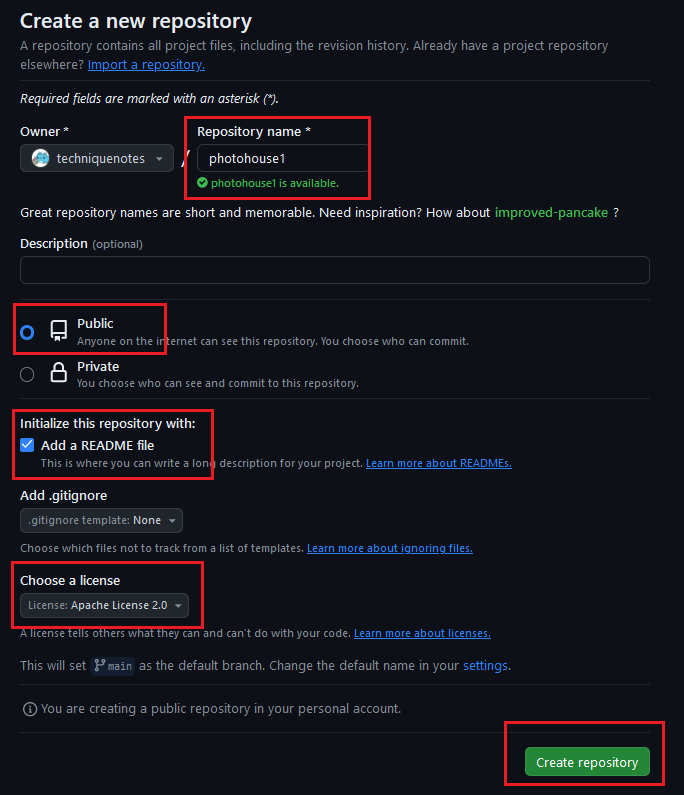 Create a new repository
A repository contains all project files, including the revision history. Already have a project repository
elsewhere? Import a repository.
Required fields are marked with an asterisk (*).
Owner * Repository name *
techniquenotes / photohouse1
photohouse1 is available.
Great repository names are short and memorable. Need inspiration? How about improved-pancake ?
Description (optional)
Public
Anyone on the internet can see this repository. You choose who can commit.
Private
You choose who can see and commit to this repository.
Initialize this repository with:
Add a README file
This is where you can write a long description for your project. Learn more about READMEs.
Add .gitignore
.gitignore template: None
Choose which files not to track from a list of templates. Learn more about ignoring files.
Choose a license
License: Apache License 2.0
A license tells others what they can and can't do with your code. Learn more about licenses.
This will set main as the default branch. Change the default name in your settings.
You are creating a public repository in your personal account.
Create repository